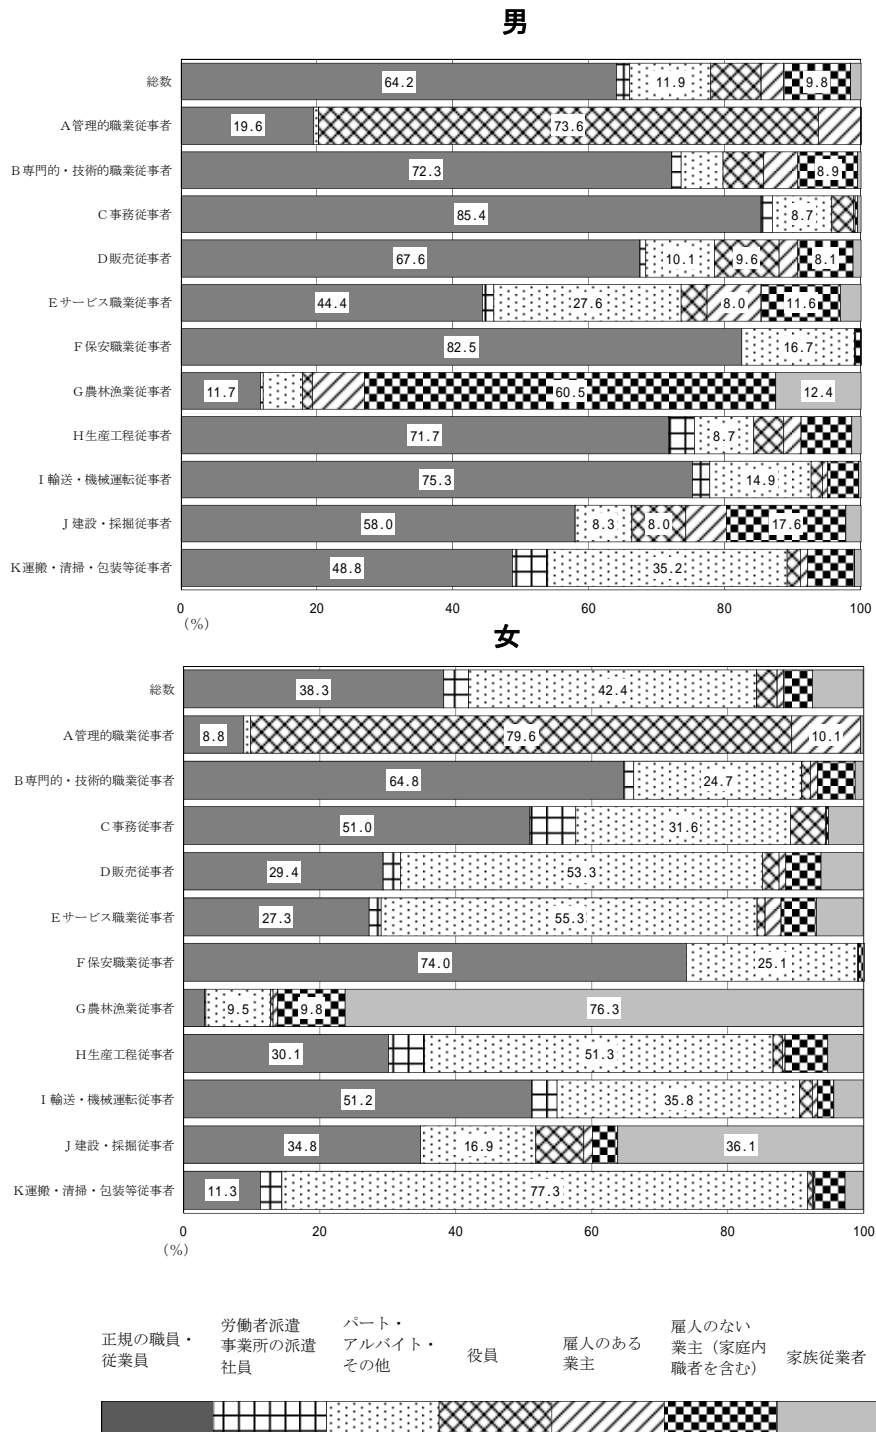 男
総数 64.2 11.9 9.8
A管理的職業従事者 19.6 73.6
B専門的・技術的職業従事者 72.3 8.9
C事務従事者 85.4 8.7
D販売従事者 67.6 10.1 9.6 8.1
Eサービス職業従事者 44.4 27.6 8.0 11.6
F保安職業従事者 82.5 16.7
G農林漁業従事者 11.7 60.5 12.4
H生産工程従事者 71.7 8.7
I輸送・機械運転従事者 75.3 14.9
J建設・採掘従事者 58.0 8.3 8.0 17.6
K運搬・清掃・包装等従事者 48.8 35.2
0 20 40 60 80 100
(%)
女
総数 38.3 42.4
A管理的職業従事者 8.8 79.6 10.1
B専門的・技術的職業従事者 64.8 24.7
C事務従事者 51.0 31.6
D販売従事者 29.4 53.3
Eサービス職業従事者 27.3 55.3
F保安職業従事者 74.0 25.1
G農林漁業従事者 9.5 9.8 76.3
H生産工程従事者 30.1 51.3
I輸送・機械運転従事者 51.2 35.8
J建設・採掘従事者 34.8 16.9 36.1
K運搬・清掃・包装等従事者 11.3 77.3
0 20 40 60 80 100
(%)
正規の職員・
従業員
労働者派遣
事業所の派遣
社員
パート・
アルバイト・
その他
役員
雇人のある
業主
雇人のない
業主（家庭内
職者を含む）
家族従業者